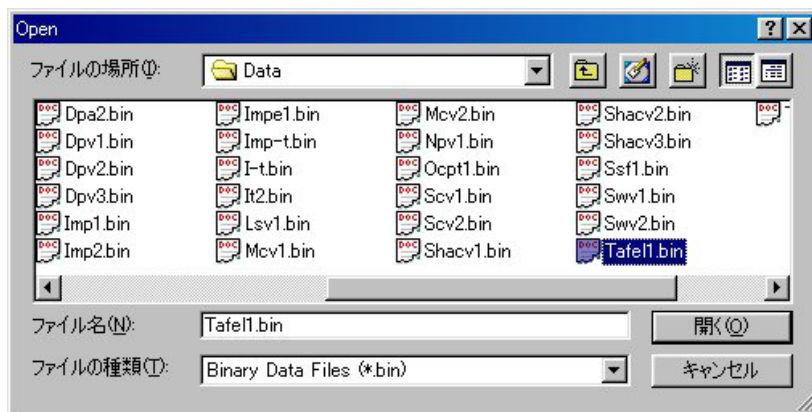 Open
ファイルの場所(I):
Data
Dpa2.bin
Dpv1.bin
Dpv2.bin
Dpv3.bin
Imp1.bin
Imp2.bin
Impe1.bin
Imp-t.bin
I-t.bin
It2.bin
Lsv1.bin
Mcv1.bin
Mcv2.bin
Npv1.bin
Ocpt1.bin
Scv1.bin
Scv2.bin
Shacv1.bin
Shacv2.bin
Shacv3.bin
Ssf1.bin
Swv1.bin
Swv2.bin
Tafel1.bin
ファイル名(N):
Tafel1.bin
開く(O)
ファイルの種類(T):
Binary Data Files (*.bin)
キャンセル